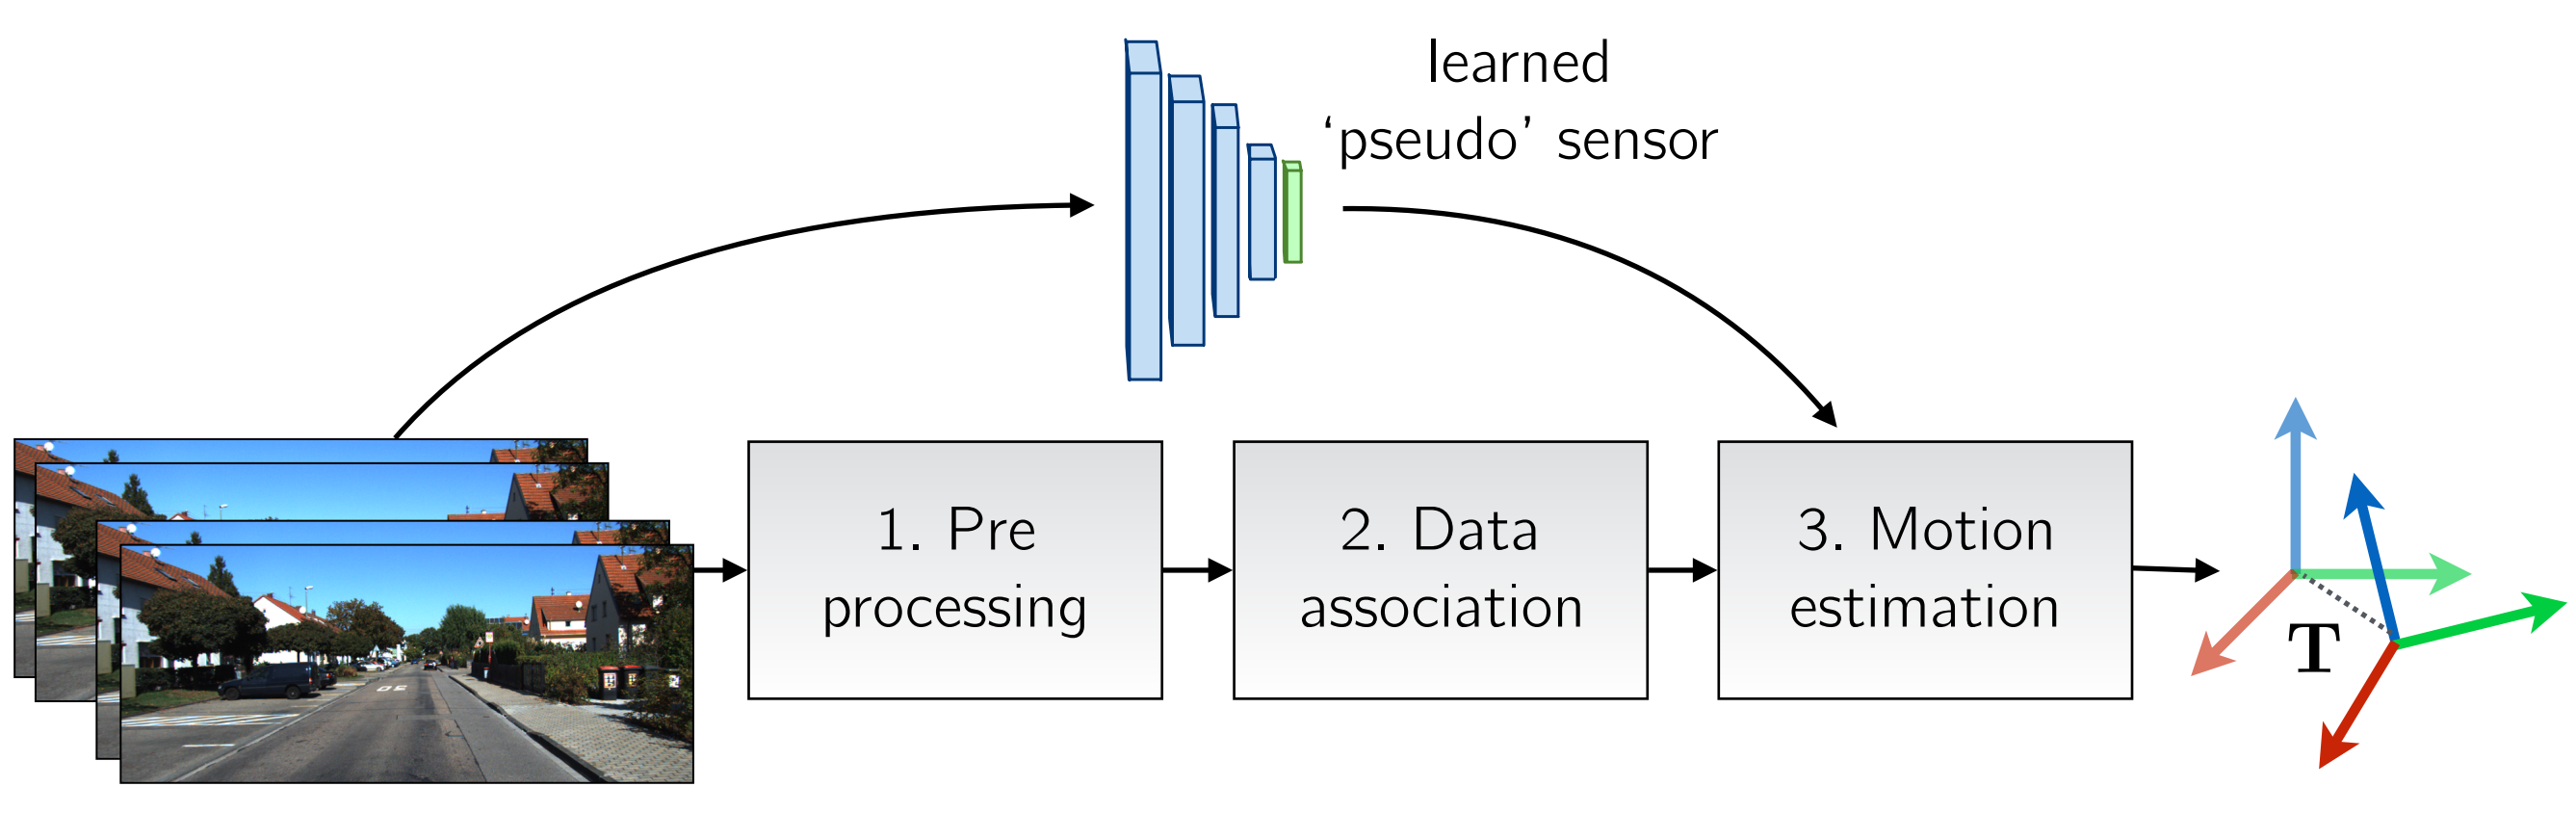 learned
‘pseudo’ sensor
1. Pre
processing
2. Data
association
3. Motion
estimation
T